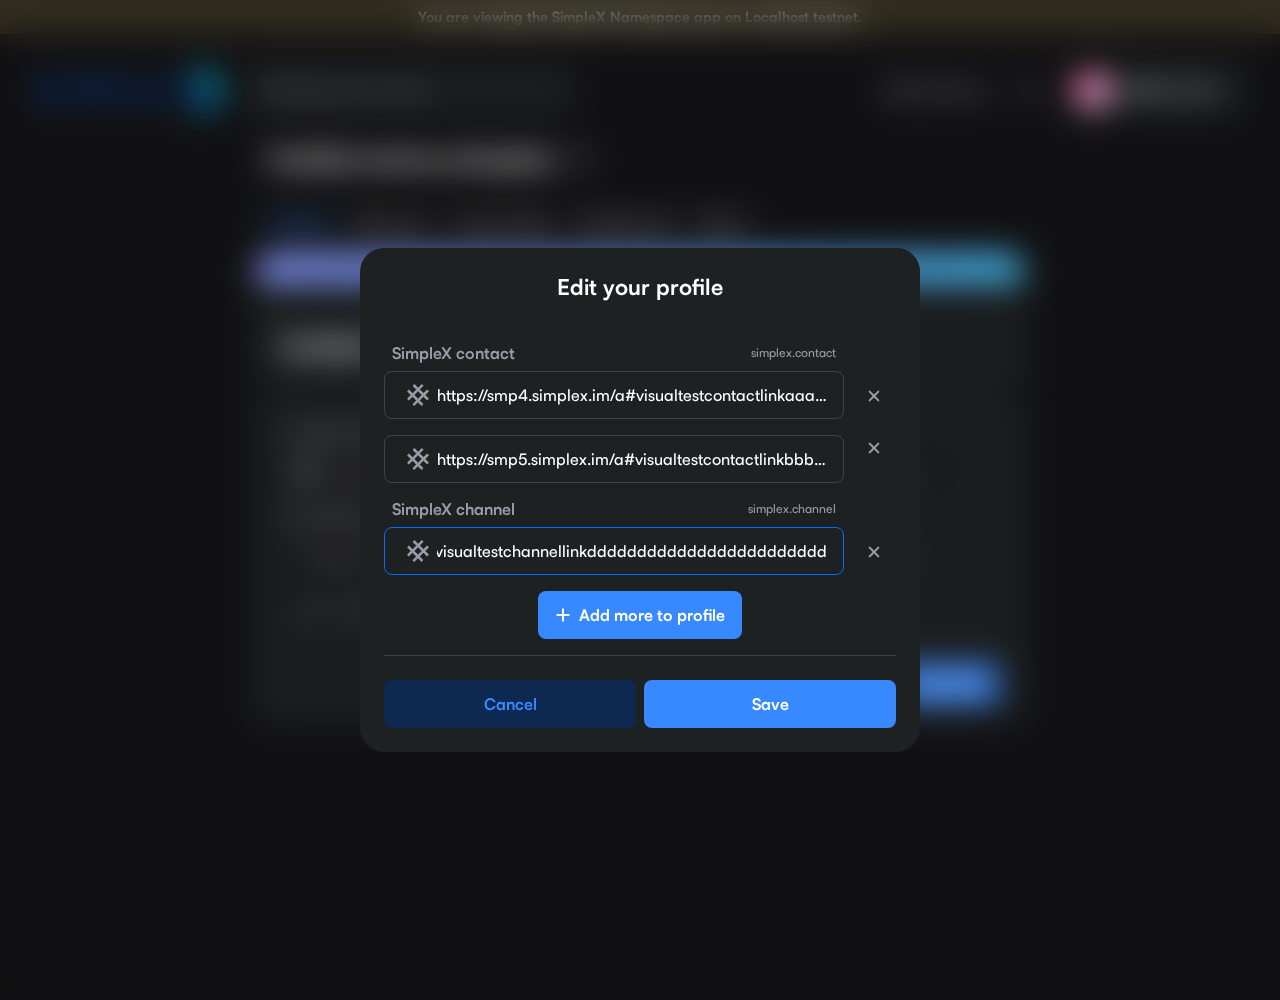 You are viewing the SimpleX Namespace app on Localhost testnet.
Edit your profile
SimpleX contact
simplex.contact
https://smp4.simplex.im/a#visualtestcontactlinkaaa...
https://smp5.simplex.im/a#visualtestcontactlinkbbb...
SimpleX channel
simplex.channel
visualtestchannellinkdddddddddddddddddddddddd
Add more to profile
Cancel
Save